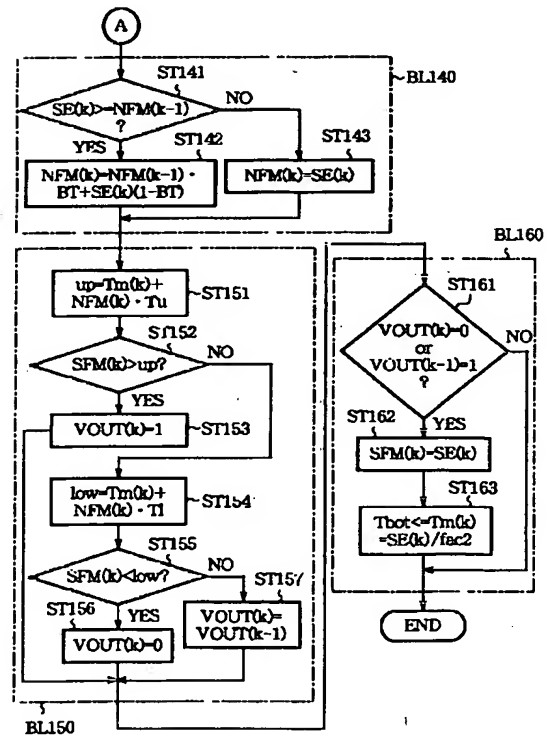 A
BL140
ST141
SE(k)>=NFM(k-1)
?
NO
YES
ST142
NFM(k)=NFM(k-1)·
BT+SE(k)(1-BT)
ST143
NFM(k)=SE(k)
up=Tm(k)+
NFM(k)·Tu
ST151
ST152
SFM(k)>up?
NO
YES
VOUT(k)=1
ST153
low=Tm(k)+
NFM(k)·Tl
ST154
ST155
SFM(k)<low?
NO
YES
ST156
VOUT(k)=0
ST157
VOUT(k)=
VOUT(k-1)
BL150
BL160
ST161
VOUT(k)=0
or
VOUT(k-1)=1
?
NO
YES
ST162
SFM(k)=SE(k)
ST163
Tbot<=Tm(k)
=SE(k)/fac2
END